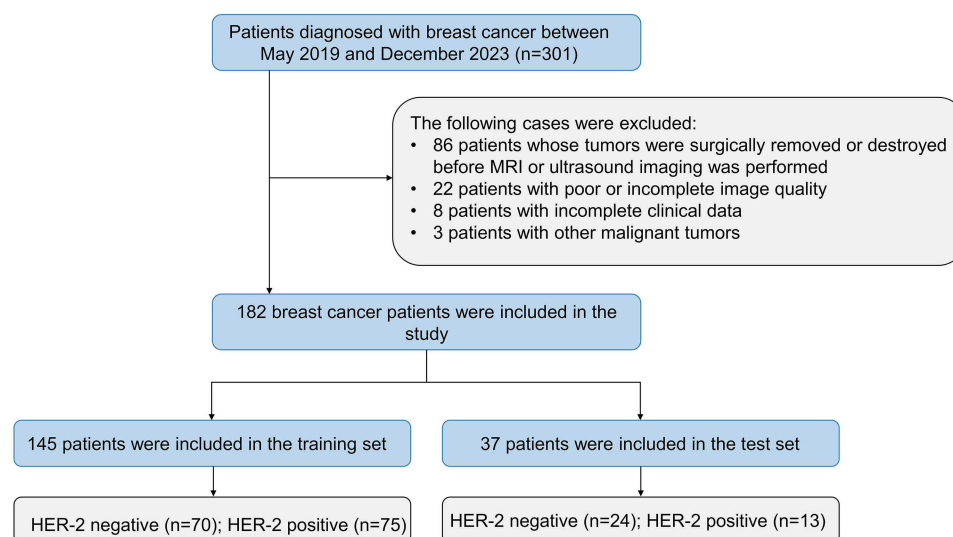 Patients diagnosed with breast cancer between
May 2019 and December 2023 (n=301)
The following cases were excluded:
• 86 patients whose tumors were surgically removed or destroyed
before MRI or ultrasound imaging was performed
• 22 patients with poor or incomplete image quality
• 8 patients with incomplete clinical data
• 3 patients with other malignant tumors
182 breast cancer patients were included in the
study
145 patients were included in the training set
37 patients were included in the test set
HER-2 negative (n=70); HER-2 positive (n=75)
HER-2 negative (n=24); HER-2 positive (n=13)